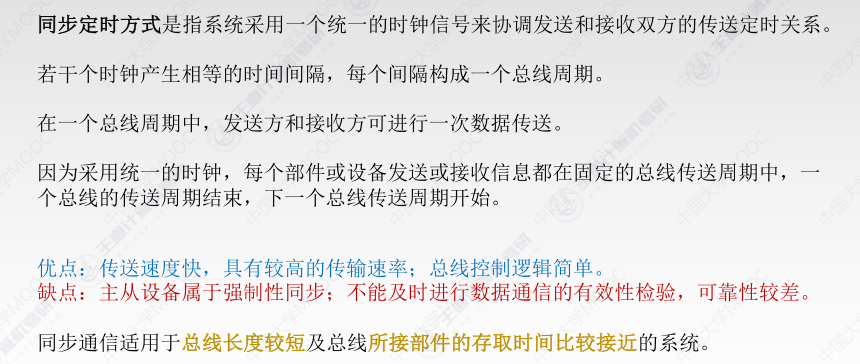 同步定时方式是指系统采用一个统一的时钟信号来协调发送和接收双方的传送定时关系。
若干个时钟产生相等的时间间隔，每个间隔构成一个总线周期。
在一个总线周期中，发送方和接收方可进行一次数据传送。
因为采用统一的时钟，每个部件或设备发送或接收信息都在固定的总线传送周期中，一
个总线的传送周期结束，下一个总线传送周期开始。
优点：传送速度快，具有较高的传输速率；总线控制逻辑简单。
缺点：主从设备属于强制性同步；不能及时进行数据通信的有效性检验，可靠性较差。
同步通信适用于总线长度较短及总线所接部件的存取时间比较接近的系统。